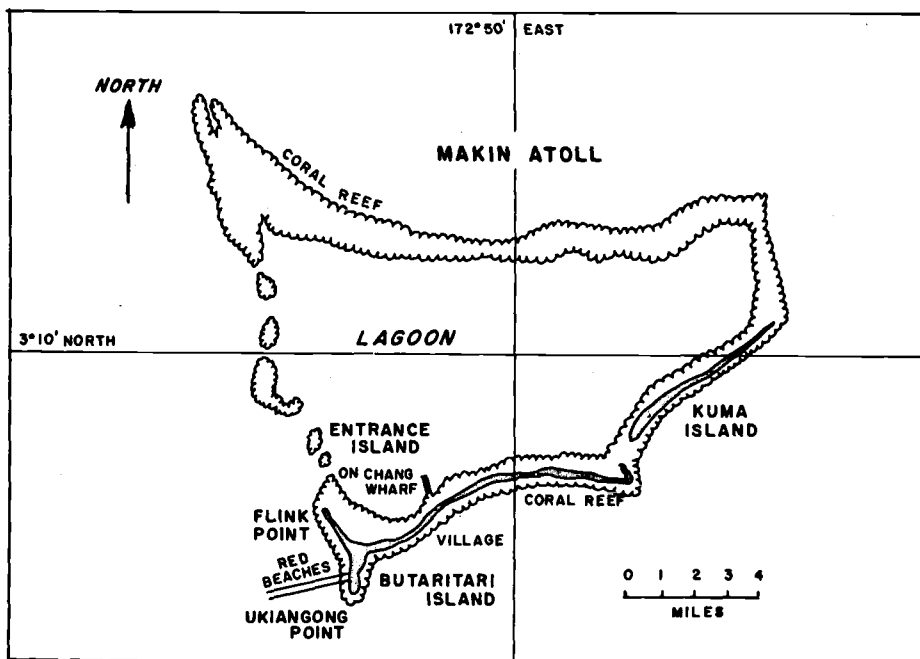 172°50' EAST
NORTH
MAKIN ATOLL
CORAL REEF
3°10' NORTH
LAGOON
KUMA
ISLAND
ENTRANCE
ISLAND
ON CHANG
WHARF
CORAL REEF
FLINK
POINT
VILLAGE
RED
BEACHES
BUTARITARI
ISLAND
UKIANGONG
POINT
0 1 2 3 4
MILES